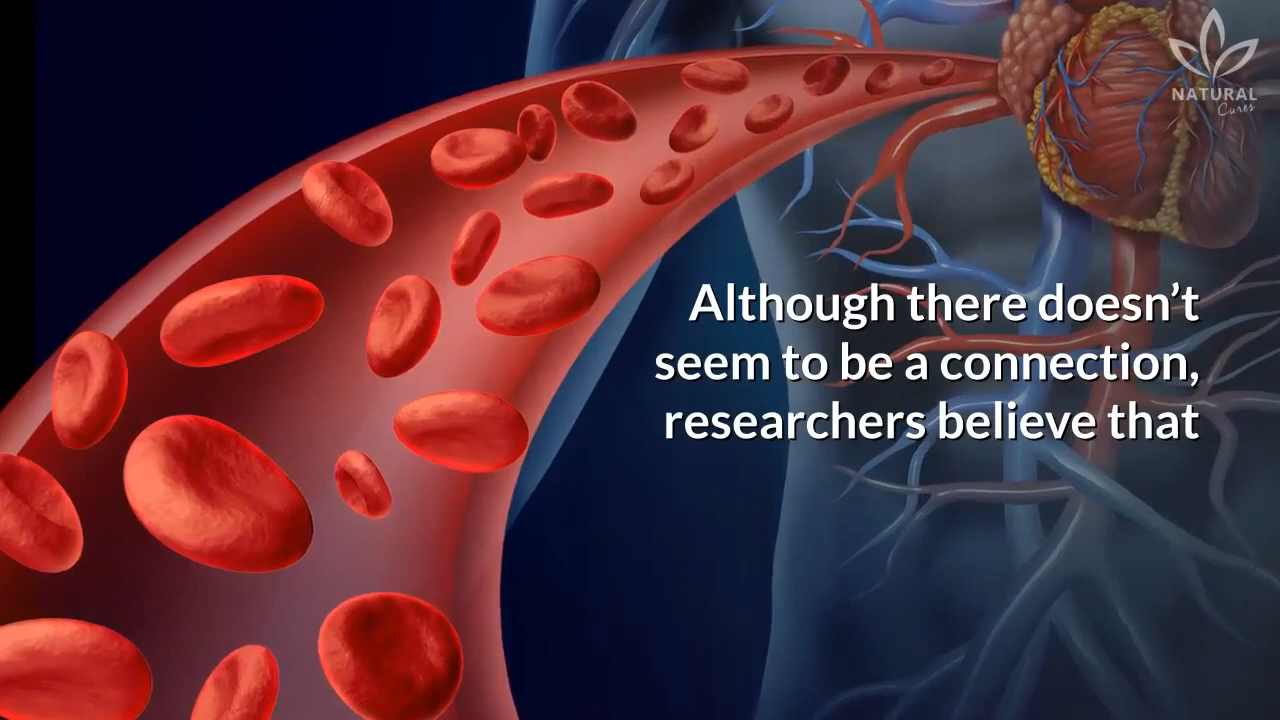 NATURAL
Cures
Although there doesn’t
seem to be a connection,
researchers believe that